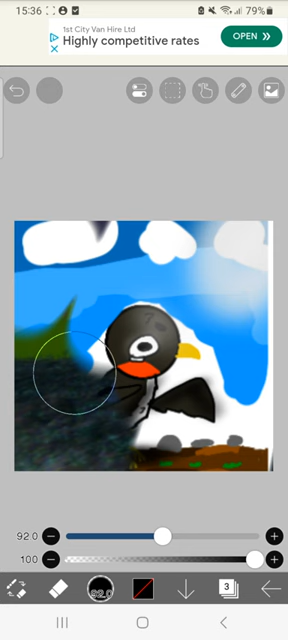 15:36
79%
1st City Van Hire Ltd
Highly competitive rates
OPEN
92.0
100
92.0
3